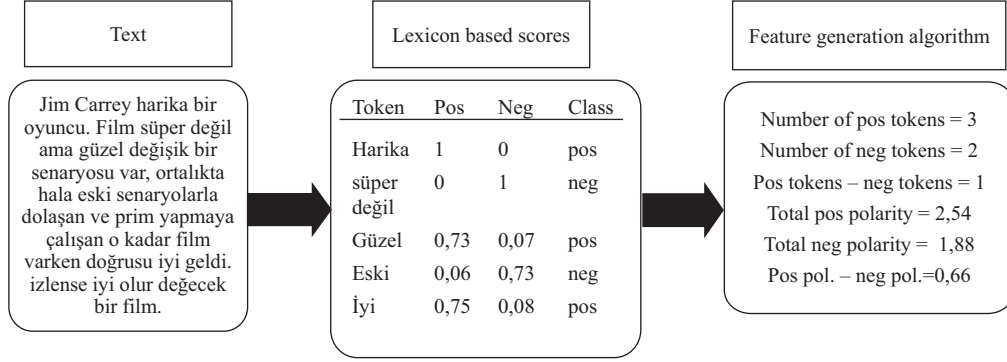 Text
Jim Carrey harika bir
oyuncu. Film süper değil
ama güzel değişik bir
senaryosu var, ortalıkta
hala eski senaryolarla
dolaşan ve prim yapmaya
çalışan o kadar film
varken doğrusu iyi geldi.
izlense iyi olur değecek
bir film.
Lexicon based scores
Token Pos Neg Class
Harika 1 0 pos
süper 0 1 neg
değil
Güzel 0,73 0,07 pos
Eski 0,06 0,73 neg
İyi 0,75 0,08 pos
Feature generation algorithm
Number of pos tokens = 3
Number of neg tokens = 2
Pos tokens – neg tokens = 1
Total pos polarity = 2,54
Total neg polarity = 1,88
Pos pol. – neg pol.=0,66